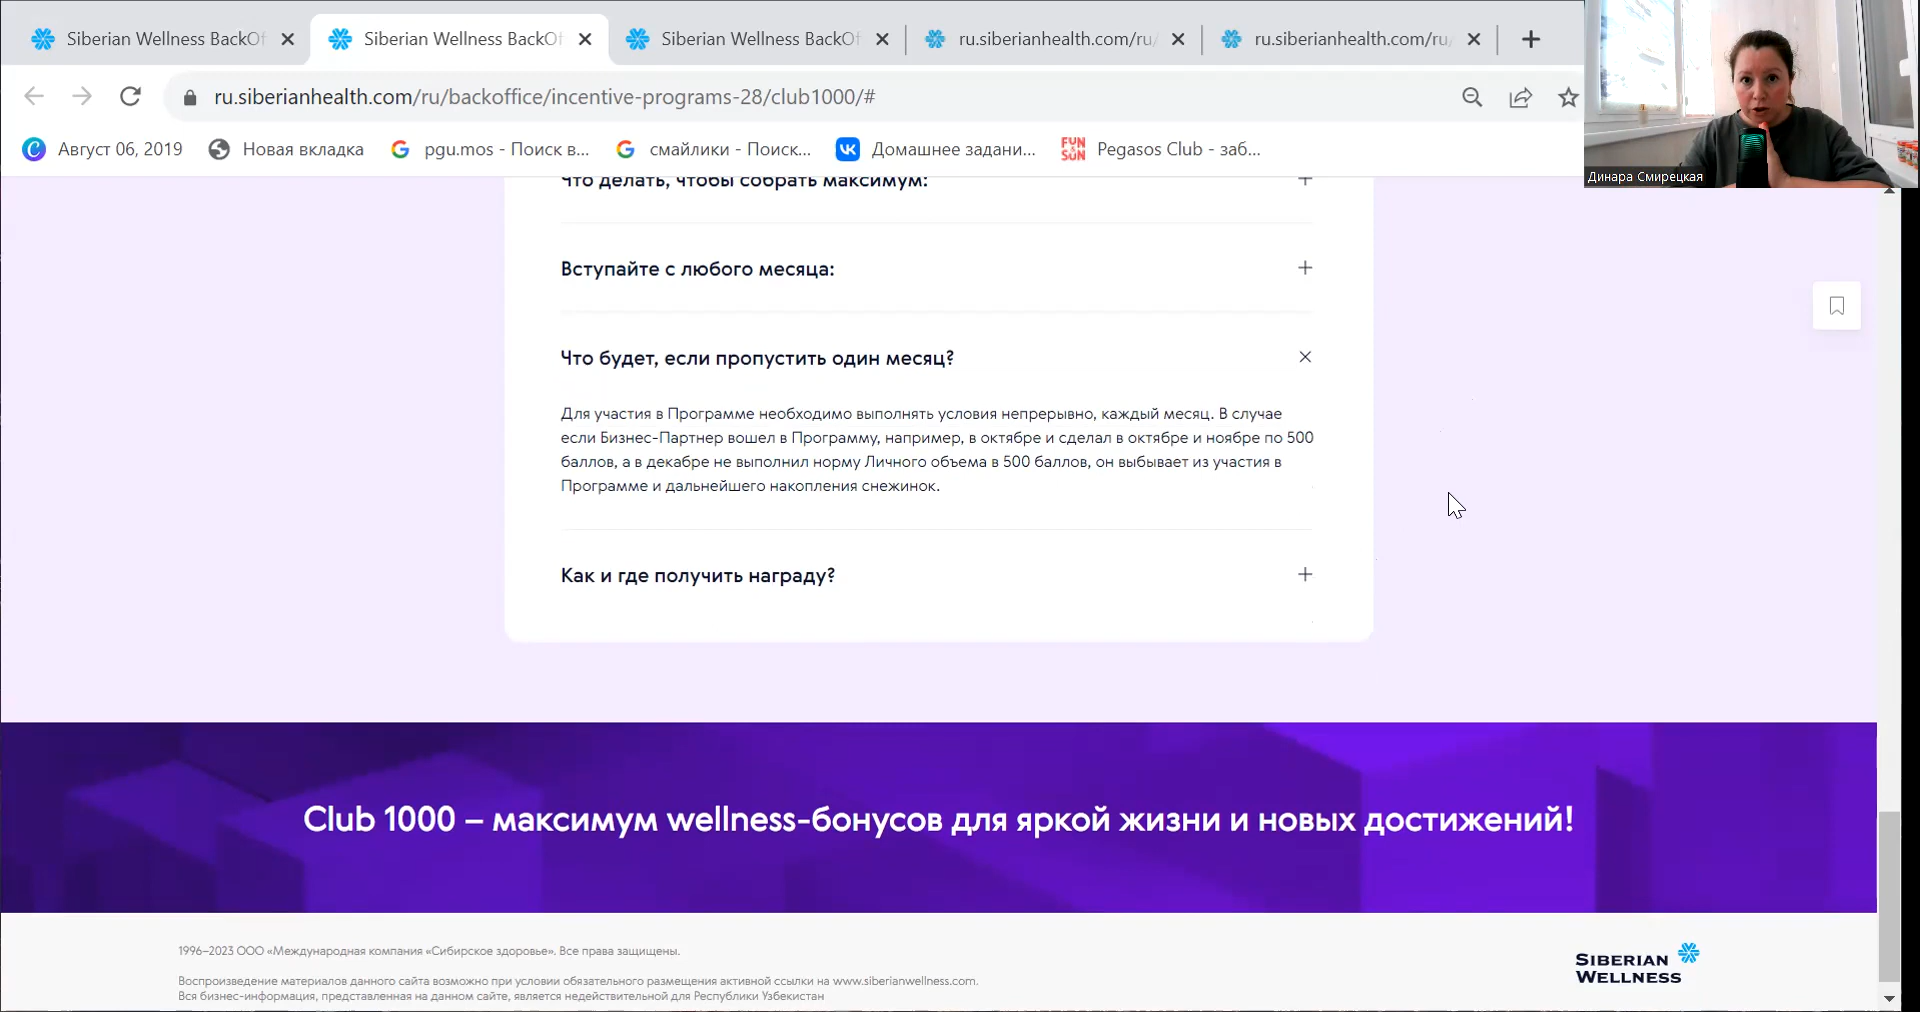 Siberian Wellness BackOf
Siberian Wellness BackOf
Siberian Wellness BackOf
ru.siberianhealth.com/ru/
ru.siberianhealth.com/ru/
ru.siberianhealth.com/ru/backoffice/incentive-programs-28/club1000/#
Август 06, 2019
Новая вкладка
pgu.mos - Поиск в...
смайлики - Поиск...
Домашнее задани...
FUN&SUN
Pegasos Club - заб...
Динара Смирецкая
Что делать, чтобы собрать максимум:
Вступайте с любого месяца:
Что будет, если пропустить один месяц?
Для участия в Программе необходимо выполнять условия непрерывно, каждый месяц. В случае
если Бизнес-Партнер вошел в Программу, например, в октябре и сделал в октябре и ноябре по 500
баллов, а в декабре не выполнил норму Личного объема в 500 баллов, он выбывает из участия в
Программе и дальнейшего накопления снежинок.
Как и где получить награду?
Club 1000 – максимум wellness-бонусов для яркой жизни и новых достижений!
1996–2023 ООО «Международная компания «Сибирское здоровье». Все права защищены.
Воспроизведение материалов данного сайта возможно при условии обязательного размещения активной ссылки на www.siberianwellness.com.
Вся бизнес-информация, представленная на данном сайте, является недействительной для Республики Узбекистан
SIBERIAN
WELLNESS